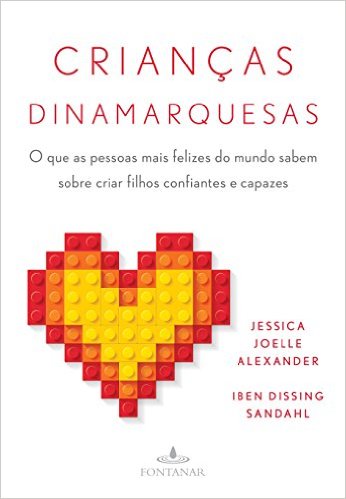 CRIANÇAS
DINAMARQUESAS
O que as pessoas mais felizes do mundo sabem
sobre criar filhos confiantes e capazes
JESSICA
JOELLE
ALEXANDER
IBEN DISSING
SANDAHL
FONTANAR